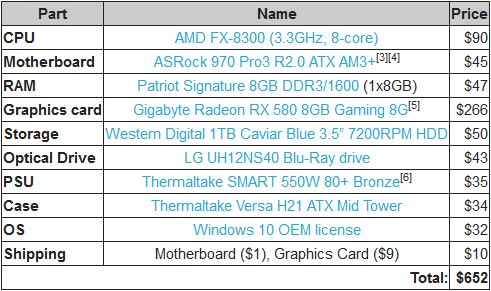 Part Name Price
CPU AMD FX-8300 (3.3GHz, 8-core) $90
Motherboard ASRock 970 Pro3 R2.0 ATX AM3+[3][4] $45
RAM Patriot Signature 8GB DDR3/1600 (1x8GB) $47
Graphics card Gigabyte Radeon RX 580 8GB Gaming 8G[5] $266
Storage Western Digital 1TB Caviar Blue 3.5” 7200RPM HDD $50
Optical Drive LG UH12NS40 Blu-Ray drive $43
PSU Thermaltake SMART 550W 80+ Bronze[6] $35
Case Thermaltake Versa H21 ATX Mid Tower $34
OS Windows 10 OEM license $32
Shipping Motherboard ($1), Graphics Card ($9) $10
Total: $652